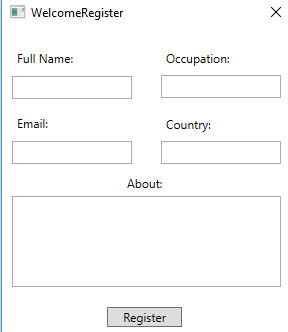 WelcomeRegister
Full Name: Occupation:
Email: Country:
About:
Register